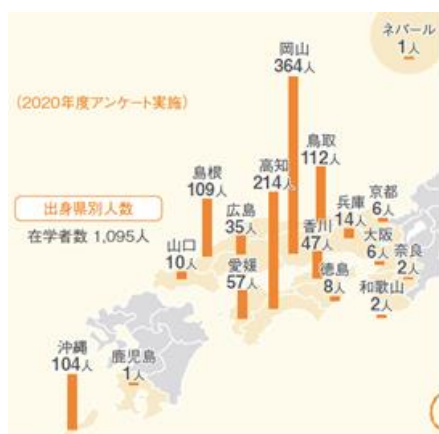 ネパール
1人
岡山
364人
(2020年度アンケート実施)
鳥取
112人
島根
109人
高知
214人
出身県別人数
在学者数 1,095人
広島
35人
兵庫
14人
京都
6人
香川
47人
大阪
6人
奈良
2人
山口
10人
愛媛
57人
徳島
8人
和歌山
2人
沖縄
104人
鹿児島
1人